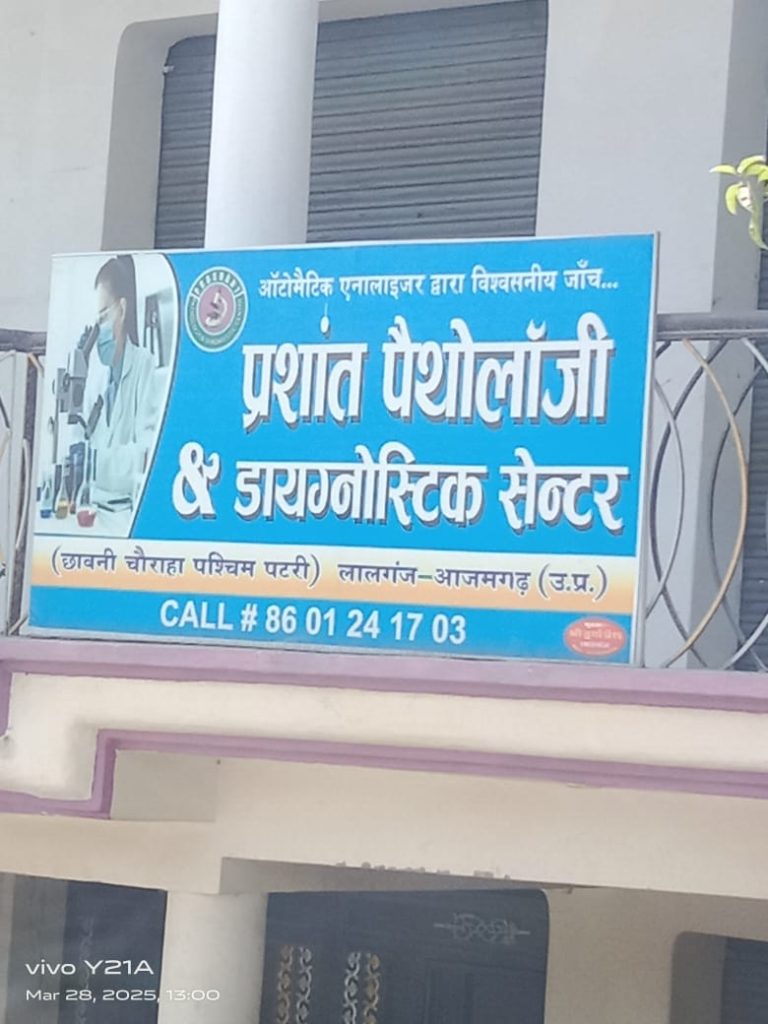 ऑटोमैटिक एनालाइजर द्वारा विश्वसनीय जाँच...
प्रशांत पैथोलॉजी
& डायग्नोस्टिक सेन्टर
(छावनी चौराहा पश्चिम पटरी) लालगंज-आजमगढ़ (उ.प्र.)
CALL # 86 01 24 17 03
vivo Y21A
Mar 28, 2025, 13:00